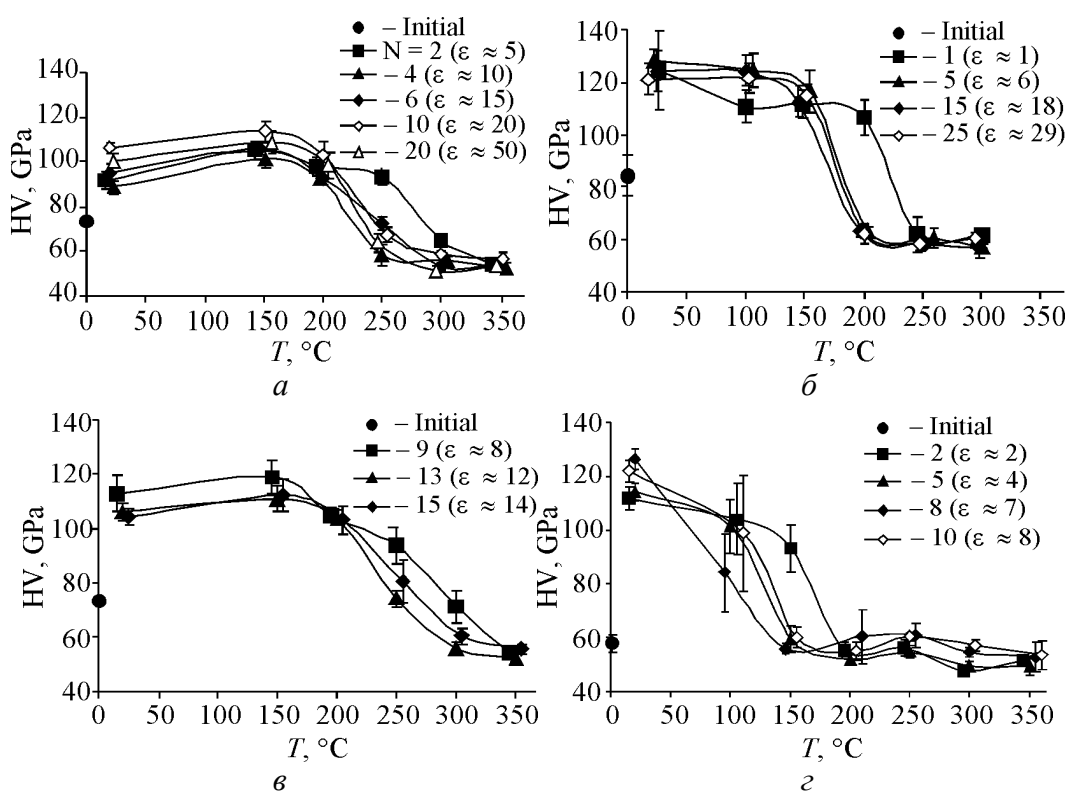 – Initial
N = 2 (ε ≈ 5)
– 4 (ε ≈ 10)
– 6 (ε ≈ 15)
– 10 (ε ≈ 20)
– 20 (ε ≈ 50)
HV, GPa
140
120
100
80
60
40
0 50 100 150 200 250 300 350
T, °C
а
– Initial
– 1 (ε ≈ 1)
– 5 (ε ≈ 6)
– 15 (ε ≈ 18)
– 25 (ε ≈ 29)
HV, GPa
140
120
100
80
60
40
0 50 100 150 200 250 300 350
T, °C
б
– Initial
– 9 (ε ≈ 8)
– 13 (ε ≈ 12)
– 15 (ε ≈ 14)
HV, GPa
140
120
100
80
60
40
0 50 100 150 200 250 300 350
T, °C
в
– Initial
– 2 (ε ≈ 2)
– 5 (ε ≈ 4)
– 8 (ε ≈ 7)
– 10 (ε ≈ 8)
HV, GPa
140
120
100
80
60
40
0 50 100 150 200 250 300 350
T, °C
г